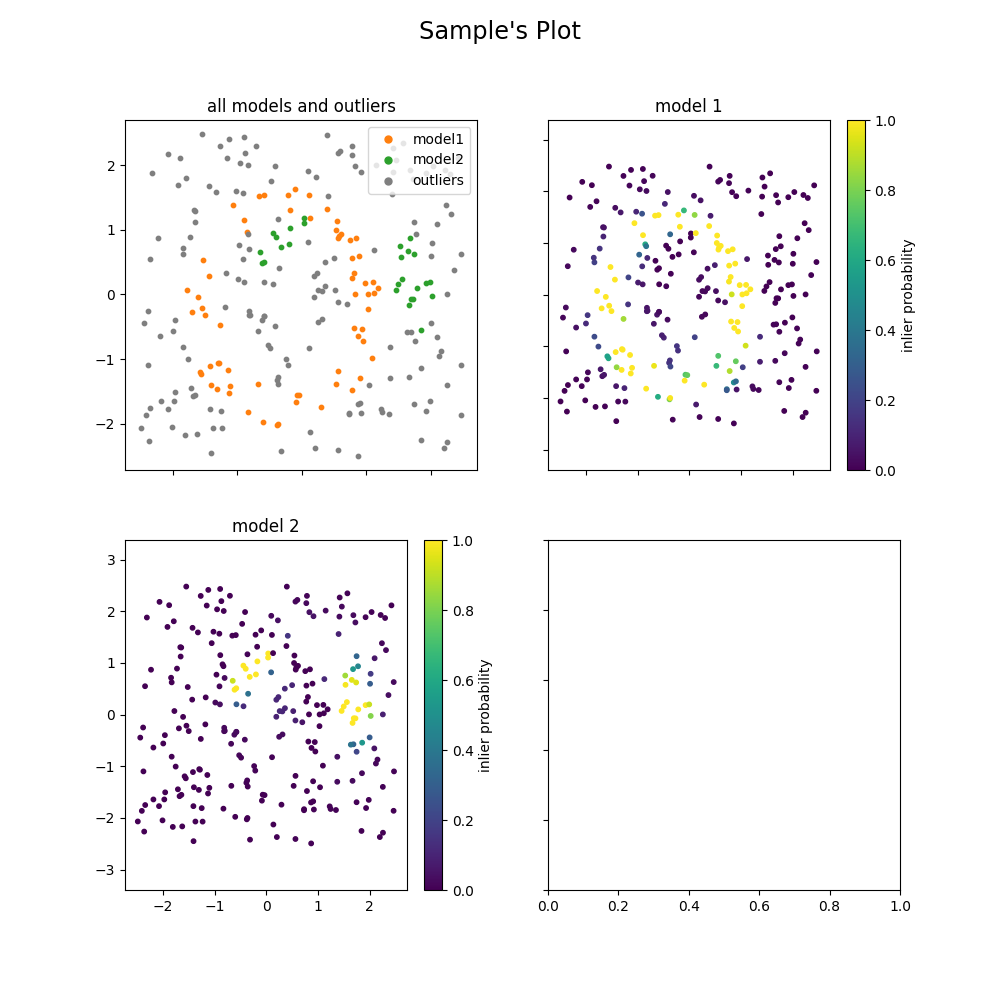 Sample's Plot
all models and outliers
model1
model2
outliers
2
1
0
−1
−2
model 1
1.0
0.8
0.6
0.4
0.2
0.0
inlier probability
model 2
3
2
1
0
−1
−2
−3
−2 −1 0 1 2
1.0
0.8
0.6
0.4
0.2
0.0
inlier probability
0.0 0.2 0.4 0.6 0.8 1.0